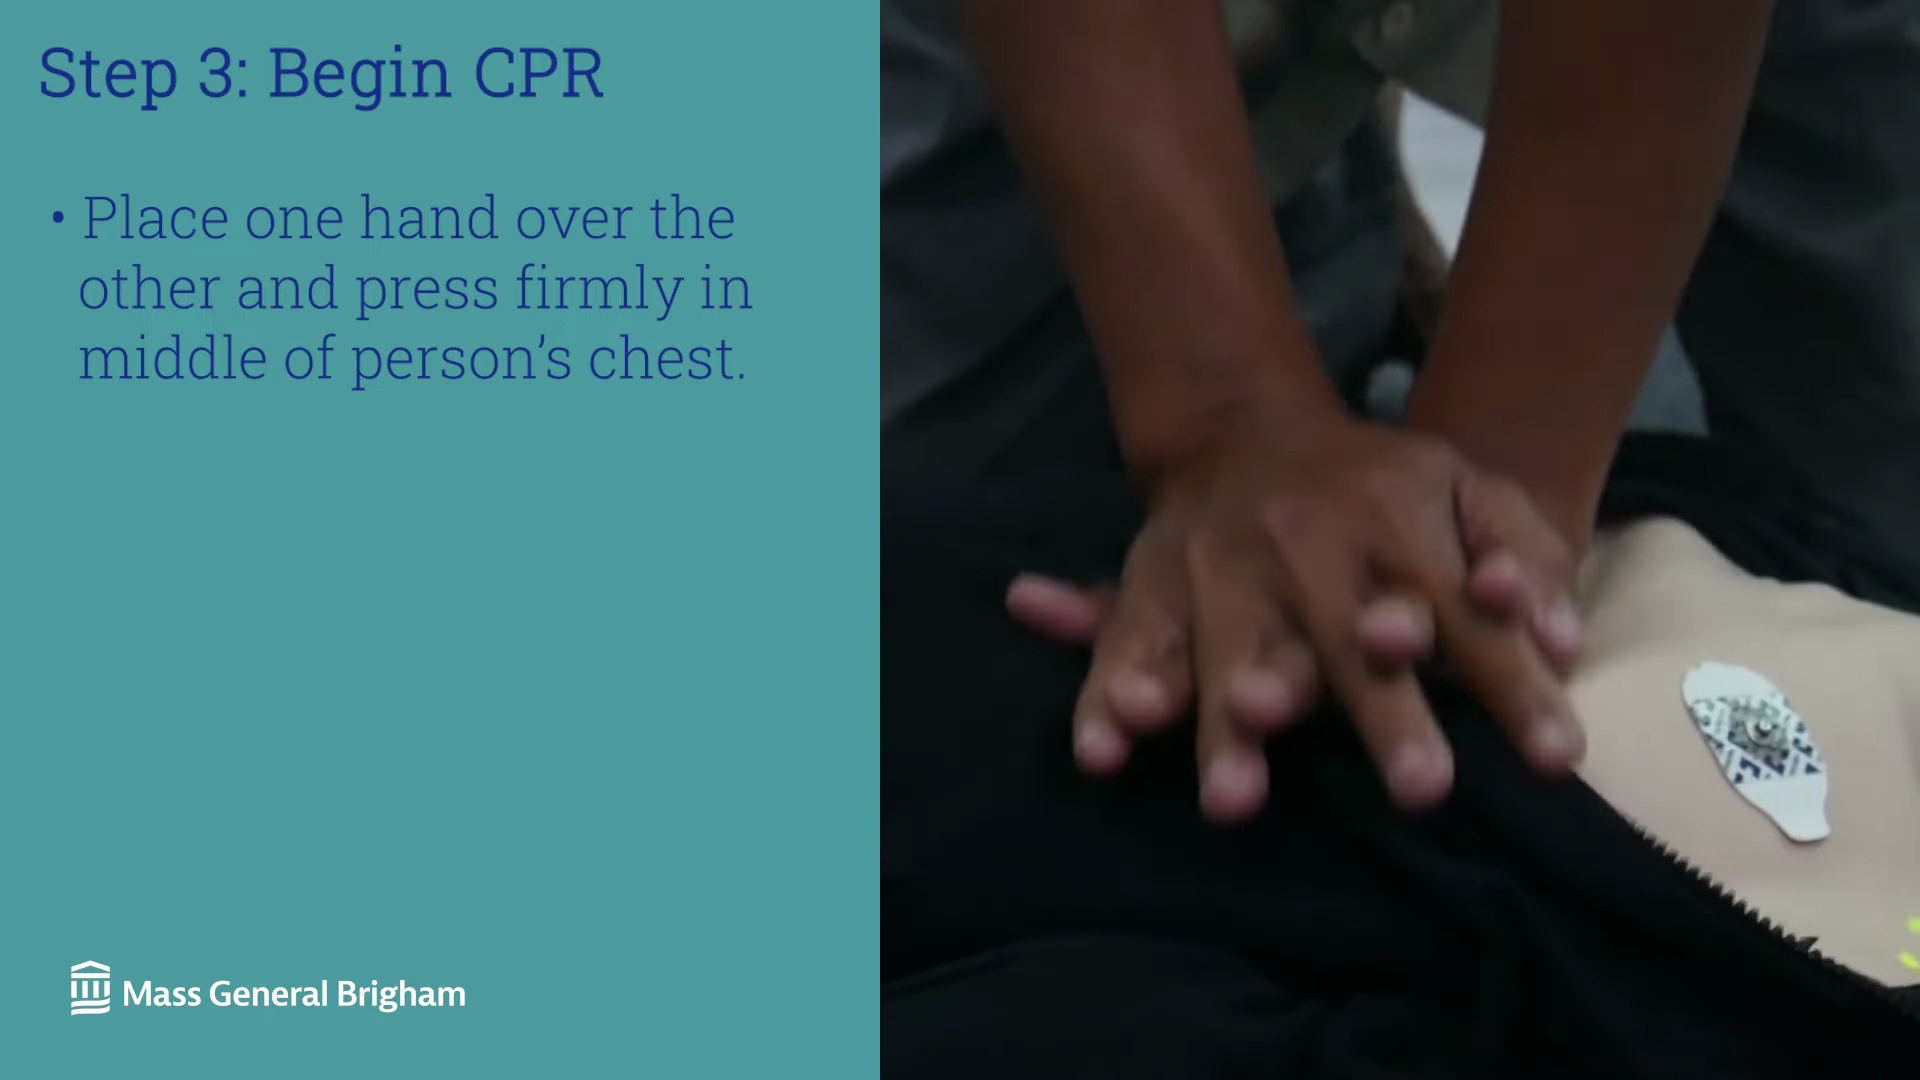 Step 3: Begin CPR
• Place one hand over the
other and press firmly in
middle of person’s chest.
Mass General Brigham